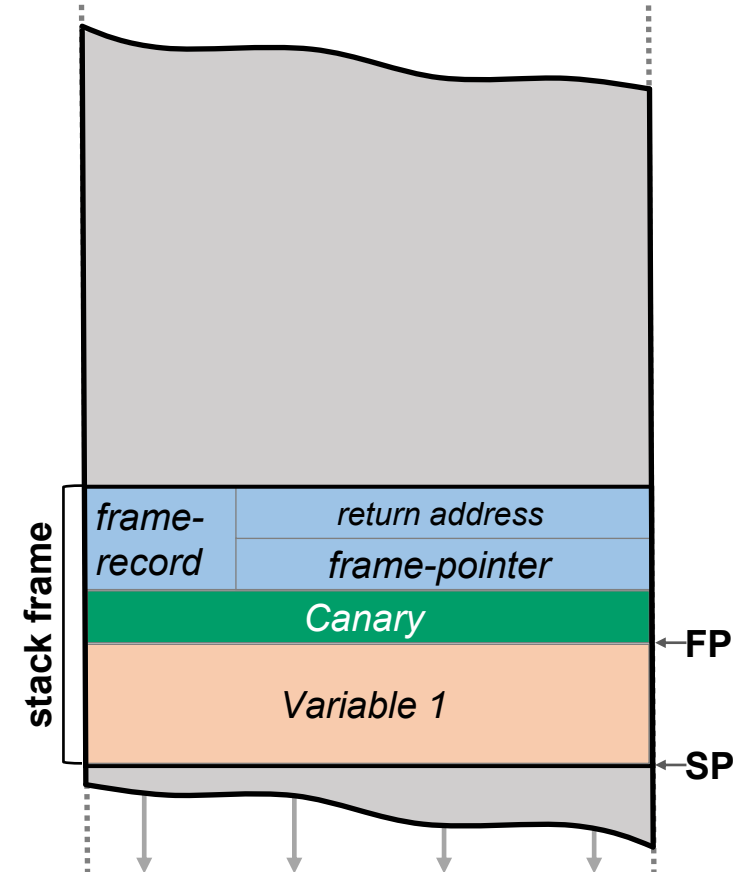 frame-
record
return address
frame-pointer
Canary
FP
Variable 1
SP
stack frame